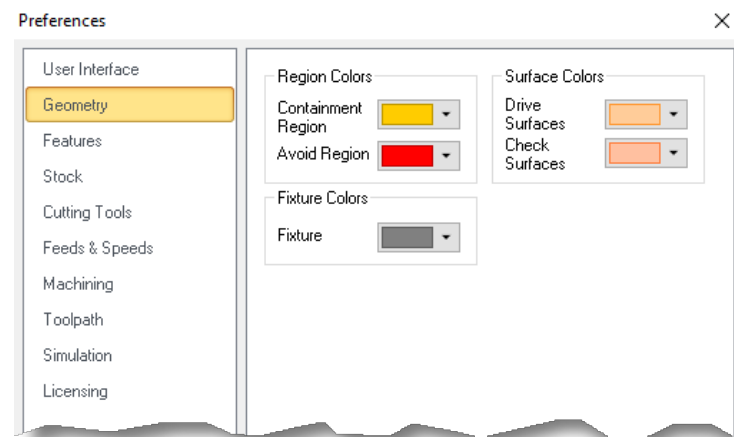 Preferences
User Interface
Geometry
Features
Stock
Cutting Tools
Feeds & Speeds
Machining
Toolpath
Simulation
Licensing
Region Colors
Containment
Region
Avoid Region
Fixture Colors
Fixture
Surface Colors
Drive
Surfaces
Check
Surfaces